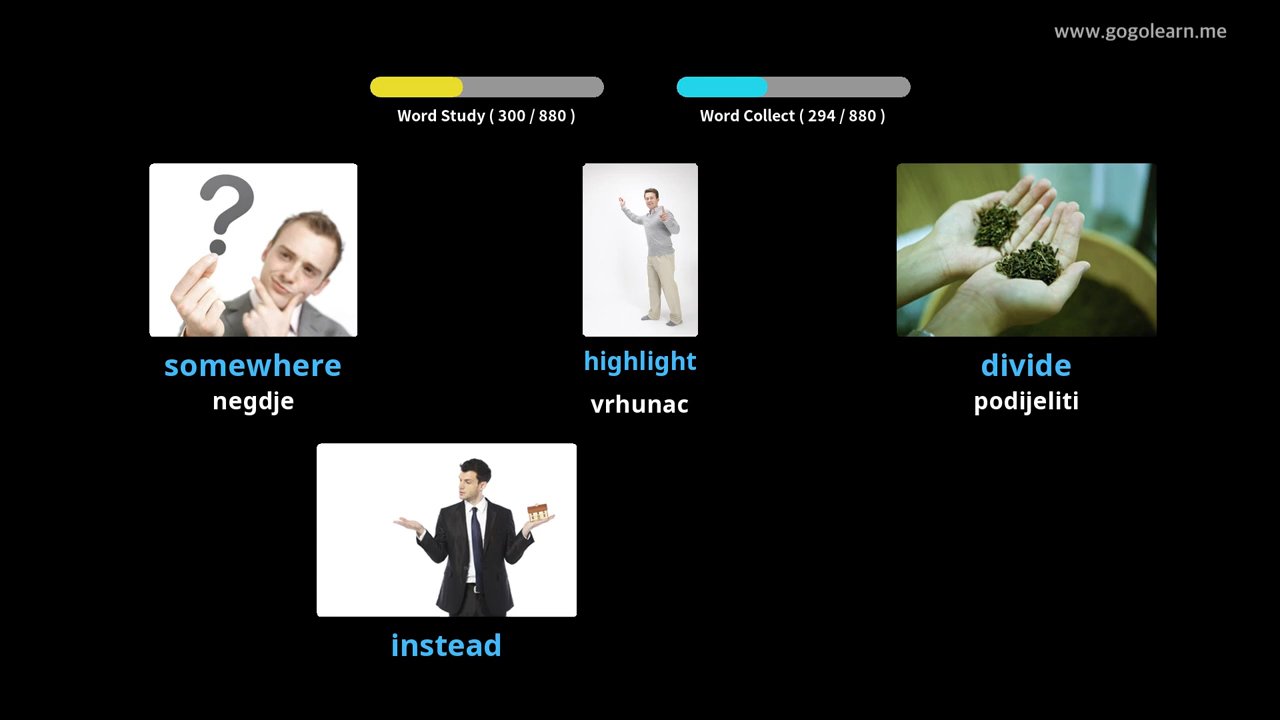 www.gogolearn.me
Word Study ( 300 / 880 )
Word Collect ( 294 / 880 )
?
somewhere
negdje
highlight
vrhunac
divide
podijeliti
instead